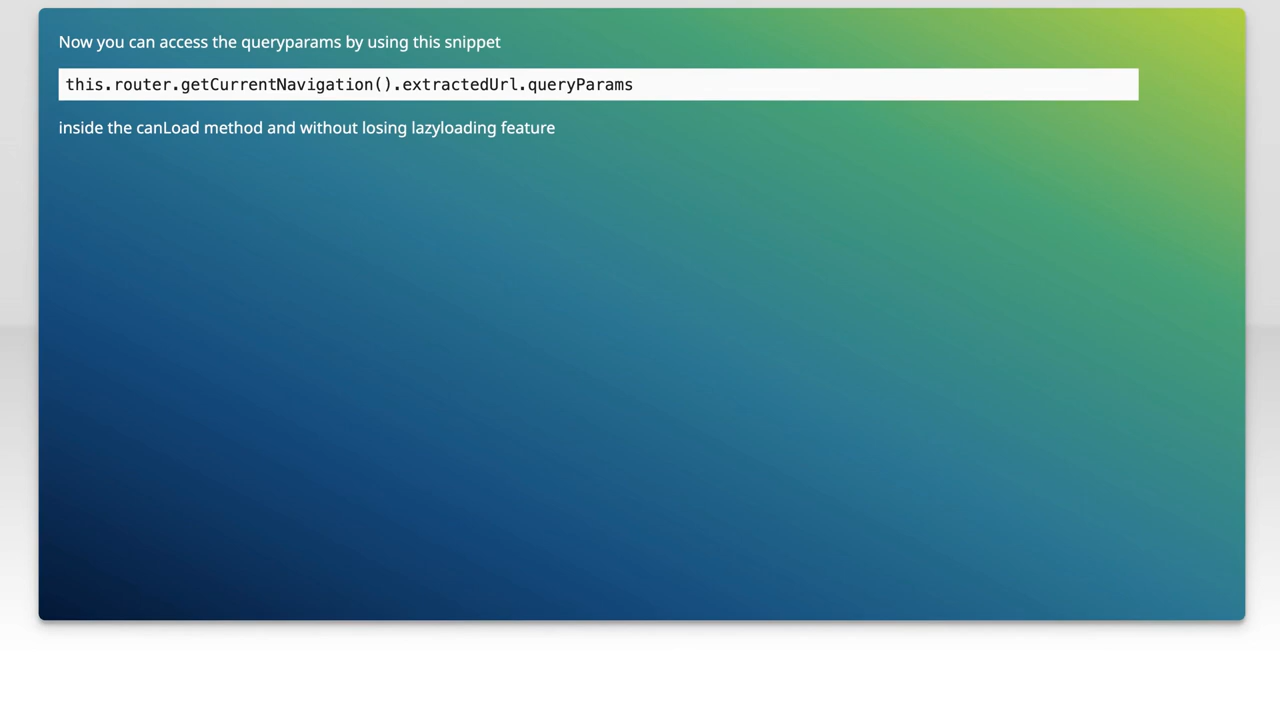 Now you can access the queryparams by using this snippet
this.router.getCurrentNavigation().extractedUrl.queryParams
inside the canLoad method and without losing lazyloading feature